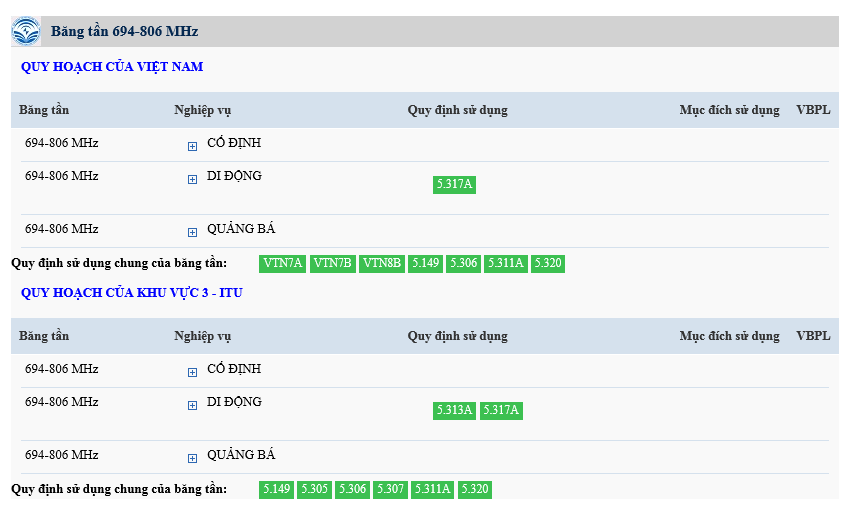 Băng tần 694-806 MHz
QUY HOẠCH CỦA VIỆT NAM
Băng tần Nghiệp vụ Quy định sử dụng Mục đích sử dụng VBPL
694-806 MHz CỐ ĐỊNH
694-806 MHz DI ĐỘNG 5.317A
694-806 MHz QUẢNG BÁ
Quy định sử dụng chung của băng tần: VTN7A VTN7B VTN8B 5.149 5.306 5.311A 5.320
QUY HOẠCH CỦA KHU VỰC 3 - ITU
Băng tần Nghiệp vụ Quy định sử dụng Mục đích sử dụng VBPL
694-806 MHz CỐ ĐỊNH
694-806 MHz DI ĐỘNG 5.313A 5.317A
694-806 MHz QUẢNG BÁ
Quy định sử dụng chung của băng tần: 5.149 5.305 5.306 5.307 5.311A 5.320